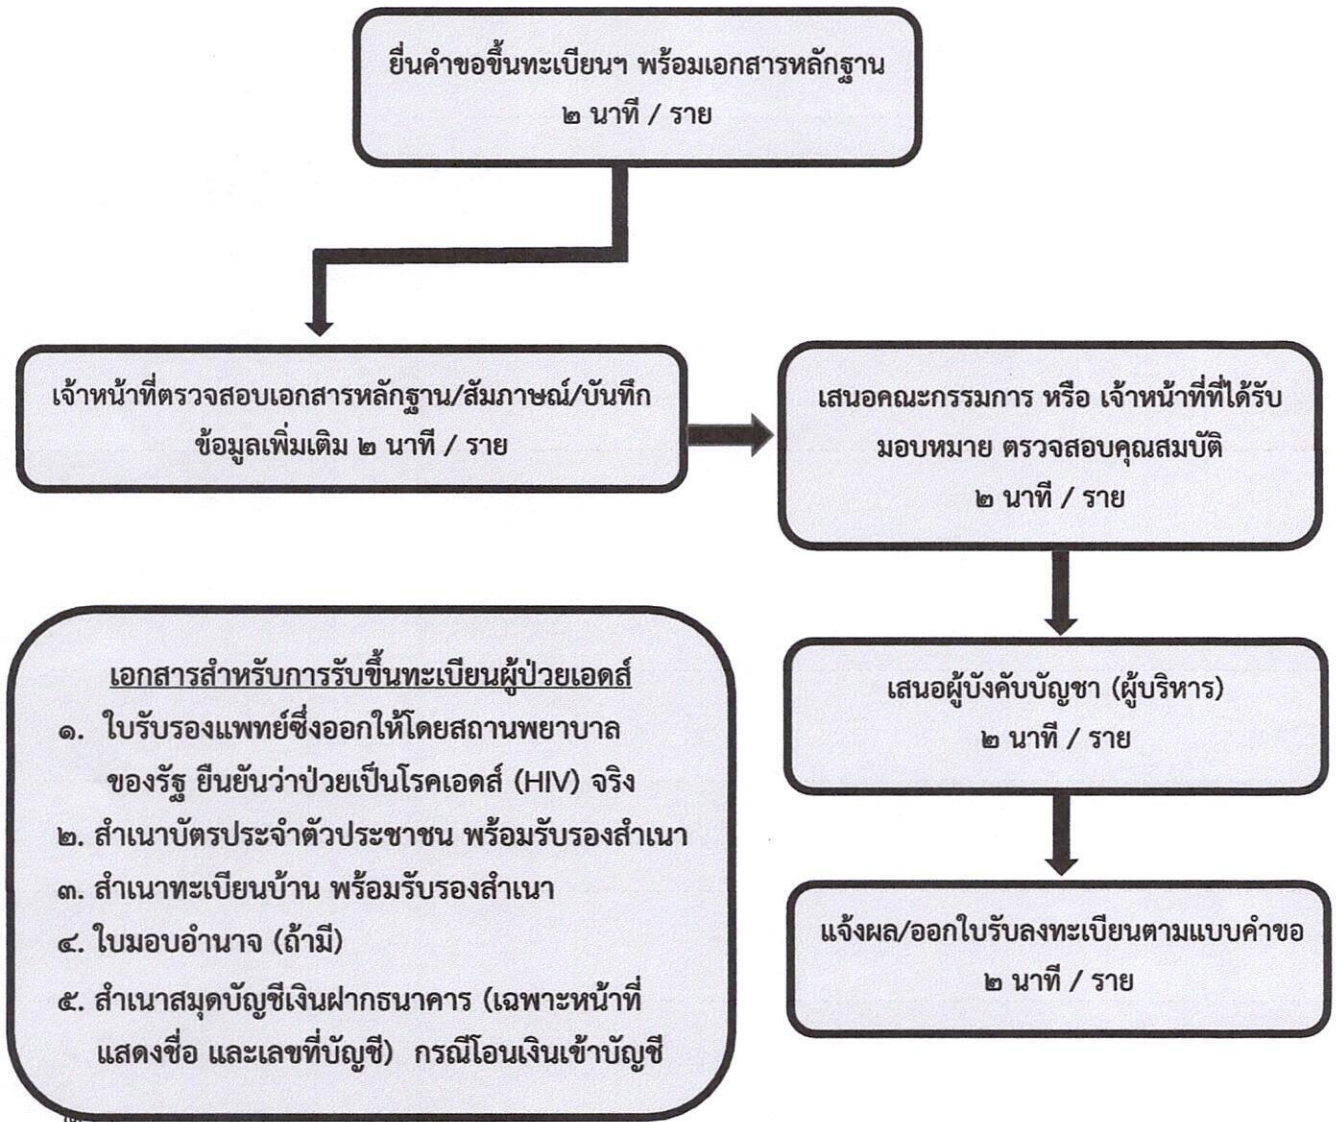 ยื่นคำขอขึ้นทะเบียนฯ พร้อมเอกสารหลักฐาน
๒ นาที / ราย
เจ้าหน้าที่ตรวจสอบเอกสารหลักฐาน/สัมภาษณ์/บันทึก
ข้อมูลเพิ่มเติม ๒ นาที / ราย
เสนอคณะกรรมการ หรือ เจ้าหน้าที่ที่ได้รับ
มอบหมาย ตรวจสอบคุณสมบัติ
๒ นาที / ราย
เสนอผู้บังคับบัญชา (ผู้บริหาร)
๒ นาที / ราย
แจ้งผล/ออกใบรับลงทะเบียนตามแบบคำขอ
๒ นาที / ราย
เอกสารสำหรับการรับขึ้นทะเบียนผู้ป่วยเอดส์
๑. ใบรับรองแพทย์ซึ่งออกให้โดยสถานพยาบาล
ของรัฐ ยืนยันว่าป่วยเป็นโรคเอดส์ (HIV) จริง
๒. สำเนาบัตรประจำตัวประชาชน พร้อมรับรองสำเนา
๓. สำเนาทะเบียนบ้าน พร้อมรับรองสำเนา
๔. ใบมอบอำนาจ (ถ้ามี)
๕. สำเนาสมุดบัญชีเงินฝากธนาคาร (เฉพาะหน้าที่
แสดงชื่อ และเลขที่บัญชี) กรณีโอนเงินเข้าบัญชี